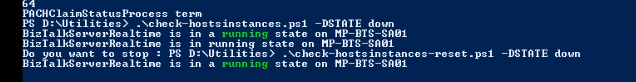 64
PACHClaimStatusProcess term
PS D:\Utilities> .\check-hostsinstances.ps1 -DSTATE down
BizTalkServerRealtime is in a running state on MP-BTS-SA01
BizTalkServerRealtime is in running state on MP-BTS-SA01
Do you want to stop : PS D:\Utilities> .\check-hostsinstances-reset.ps1 -DSTATE down
BizTalkServerRealtime is in a running state on MP-BTS-SA01